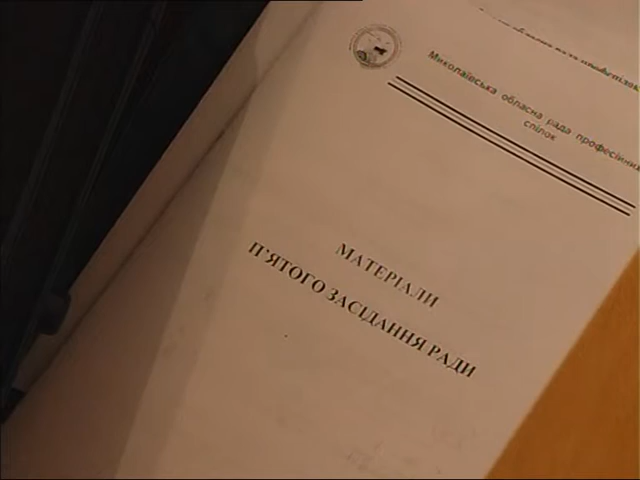 Миколаївська обласна рада професійних
спілок
МАТЕРІАЛИ
П'ЯТОГО ЗАСІДАННЯ РАДИ